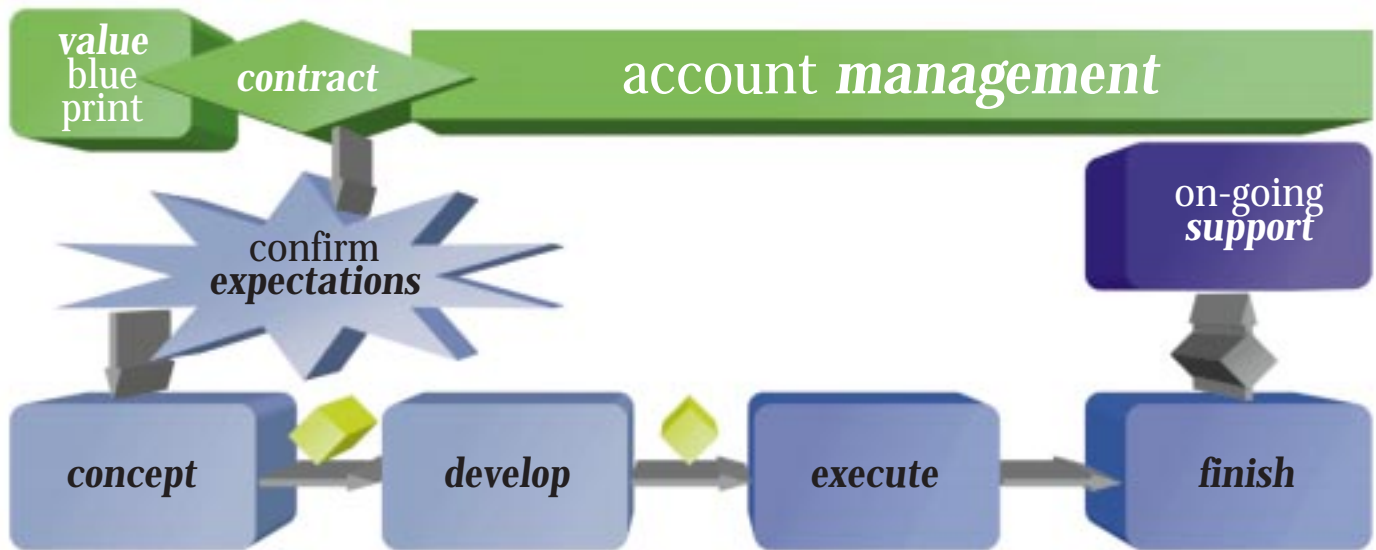 value
blue
print
contract
account management
confirm
expectations
on-going
support
concept
develop
execute
finish